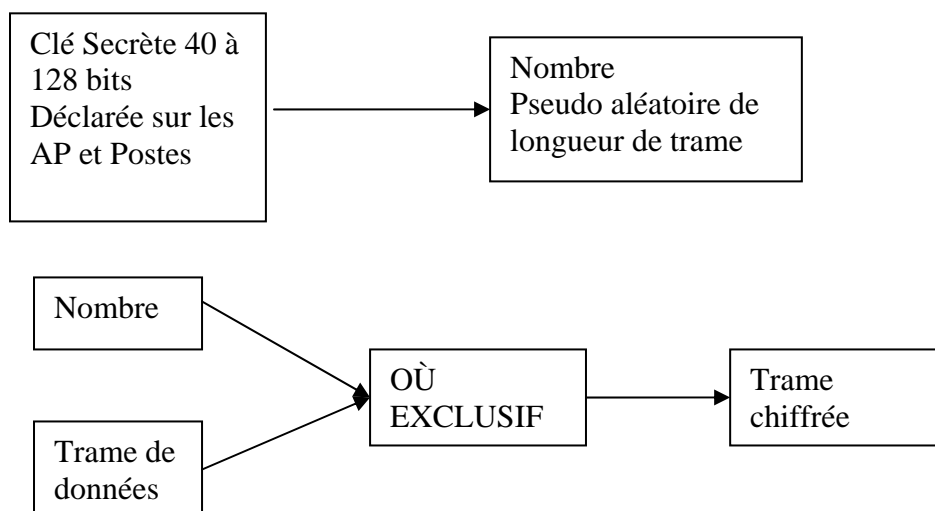 Clé Secrète 40 à
128 bits
Déclarée sur les
AP et Postes
Nombre
Pseudo aléatoire de
longueur de trame
Nombre
OÙ
EXCLUSIF
Trame
chiffrée
Trame de
données